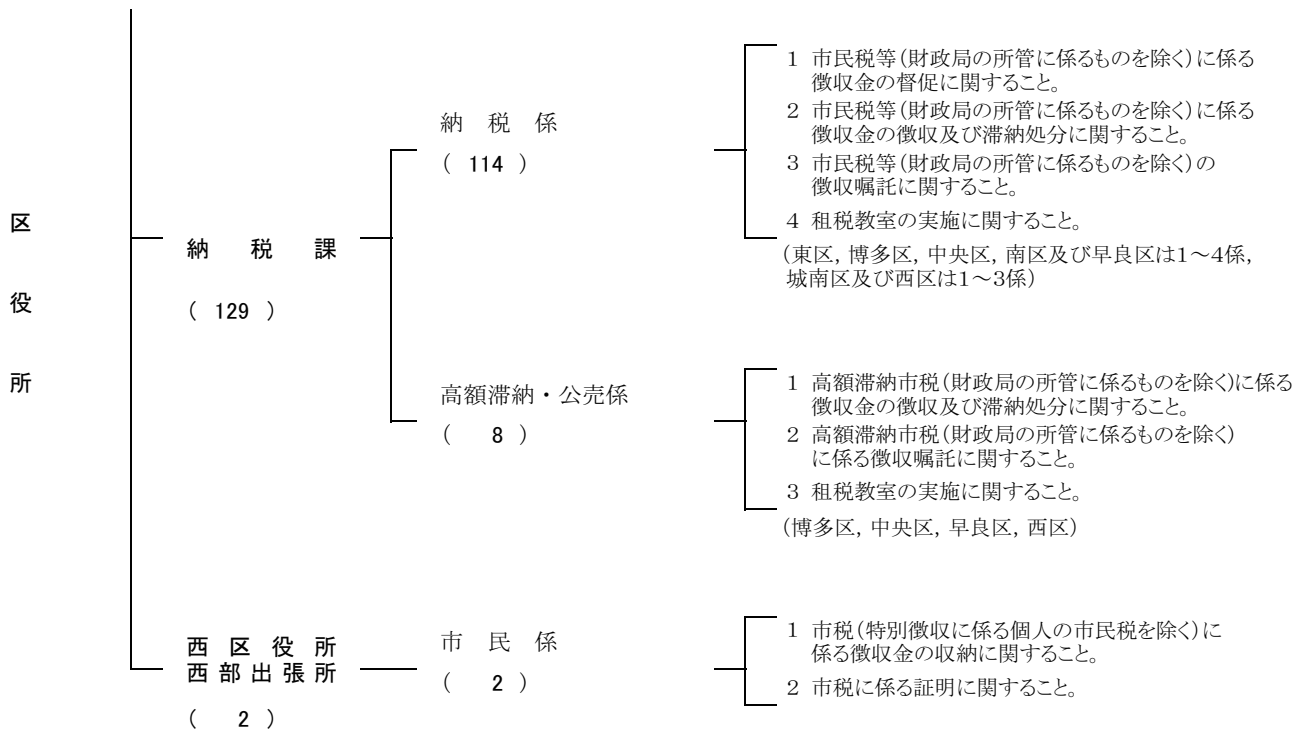 区
役
所
納税課
( 129 )
納税係
( 114 )
1 市民税等(財政局の所管に係るものを除く)に係る
徴収金の督促に関すること。
2 市民税等(財政局の所管に係るものを除く)に係る
徴収金の徴収及び滞納処分に関すること。
3 市民税等(財政局の所管に係るものを除く)の
徴収嘱託に関すること。
4 租税教室の実施に関すること。
(東区, 博多区, 中央区, 南区及び早良区は1~4係,
城南区及び西区は1~3係)
高額滞納・公売係
( 8 )
1 高額滞納市税(財政局の所管に係るものを除く)に係る
徴収金の徴収及び滞納処分に関すること。
2 高額滞納市税(財政局の所管に係るものを除く)
に係る徴収嘱託に関すること。
3 租税教室の実施に関すること。
(博多区, 中央区, 早良区, 西区)
西区役所
西部出張所
( 2 )
市民係
( 2 )
1 市税(特別徴収に係る個人の市民税を除く)に
係る徴収金の収納に関すること。
2 市税に係る証明に関すること。